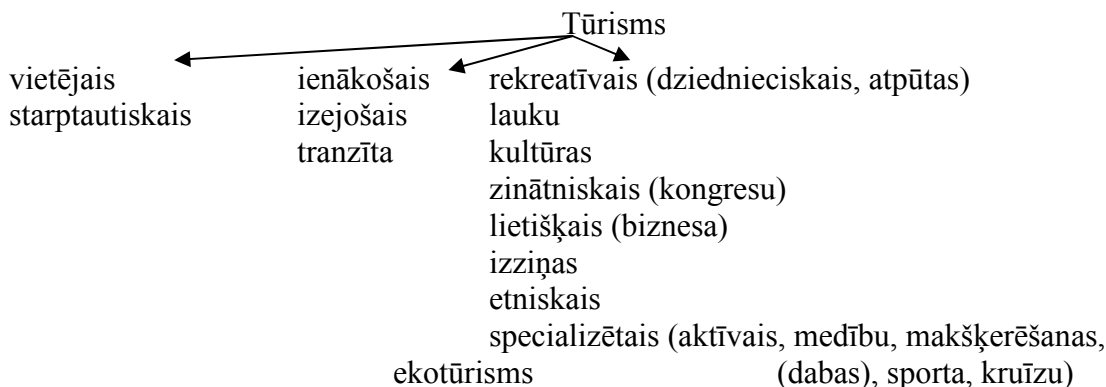 Tūrisms
vietējais ienākošais rekreatīvais (dziednieciskais, atpūtas)
starptautiskais izejošais lauku
tranzīta kultūras
zinātniskais (kongresu)
lietišķais (biznesa)
izziņas
etniskais
specializētais (aktīvais, medību, makšķerēšanas,
ekotūrisms (dabas), sporta, kruīzu)